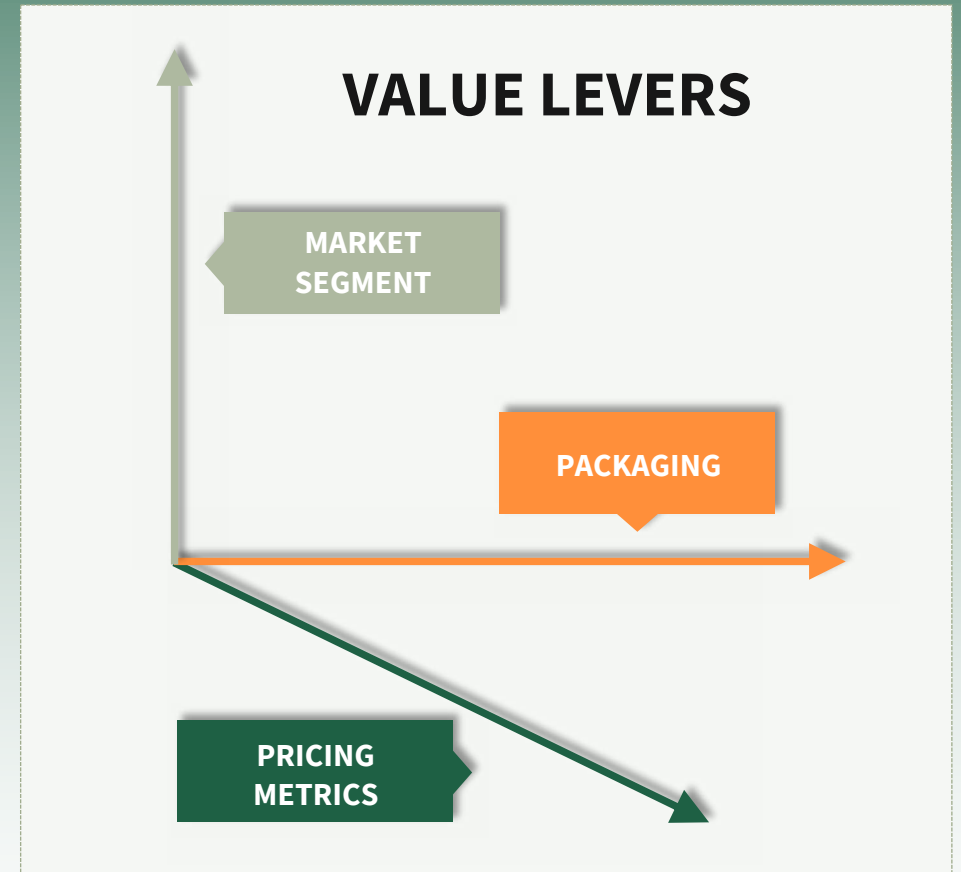 VALUE LEVERS
MARKET
SEGMENT
PACKAGING
PRICING
METRICS